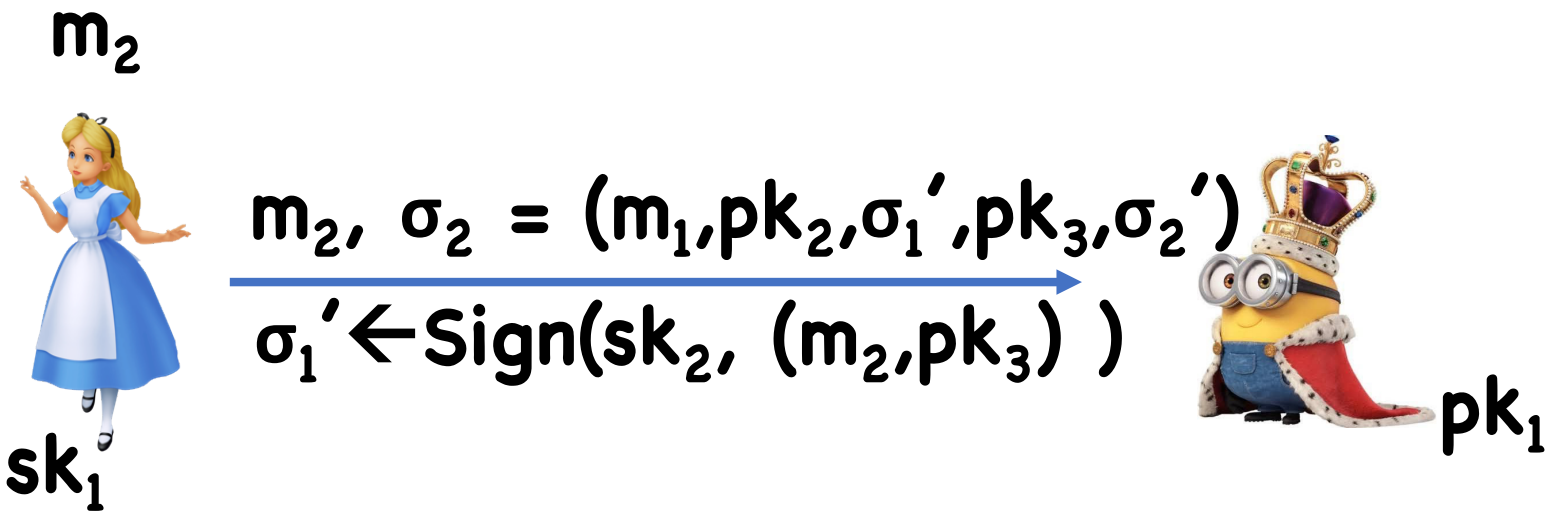 m₂
m₂, σ₂ = (m₁,pk₂,σ₁′,pk₃,σ₂′)
σ₁′←Sign(sk₂, (m₂,pk₃) )
pk₁
sk₁